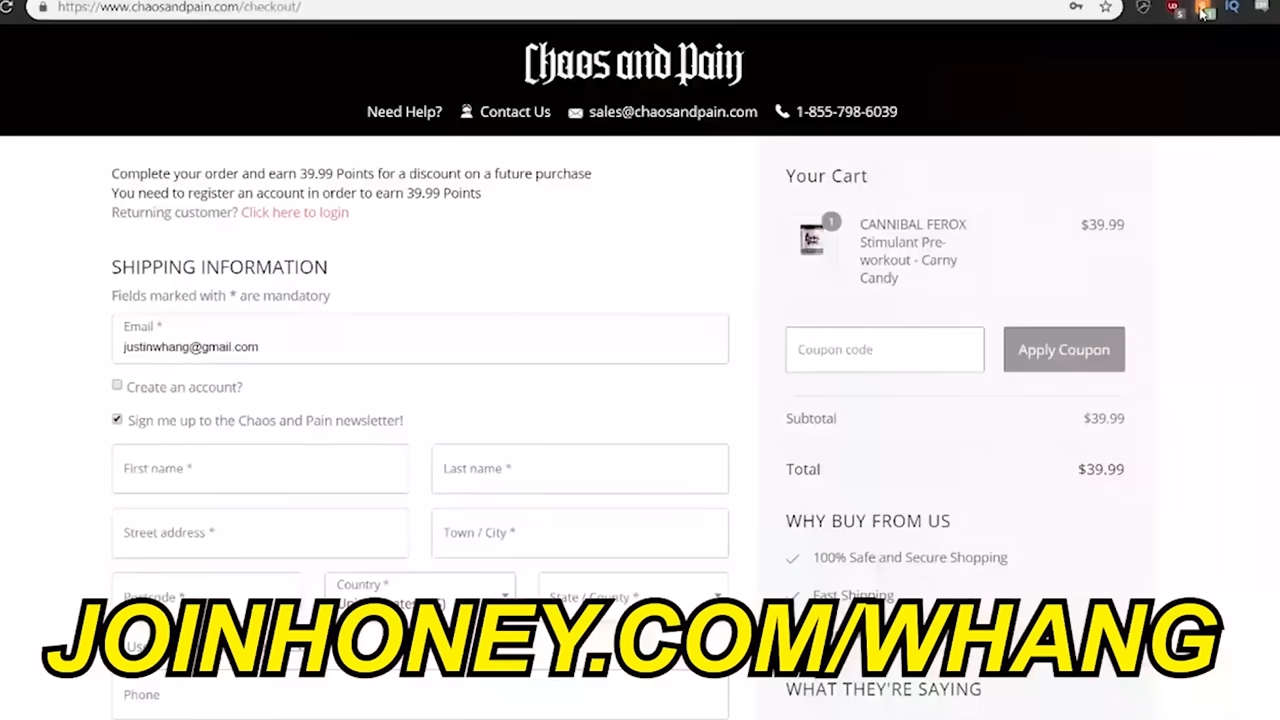 https://www.chaosandpain.com/checkout/
Chaos and Pain
Need Help? Contact Us sales@chaosandpain.com 1-855-798-6039
Complete your order and earn 39.99 Points for a discount on a future purchase
You need to register an account in order to earn 39.99 Points
Returning customer? Click here to login
SHIPPING INFORMATION
Fields marked with * are mandatory
Email *
justinwhang@gmail.com
Create an account?
Sign me up to the Chaos and Pain newsletter!
First name *
Last name *
Street address *
Town / City *
Postcode *
Country *
State / County *
Phone
Your Cart
1
CANNIBAL FEROX
Stimulant Pre-
workout - Carny
Candy
$39.99
Coupon code
Apply Coupon
Subtotal $39.99
Total $39.99
WHY BUY FROM US
100% Safe and Secure Shopping
Fast Shipping
JOINHONEY.COM/WHANG
WHAT THEY'RE SAYING